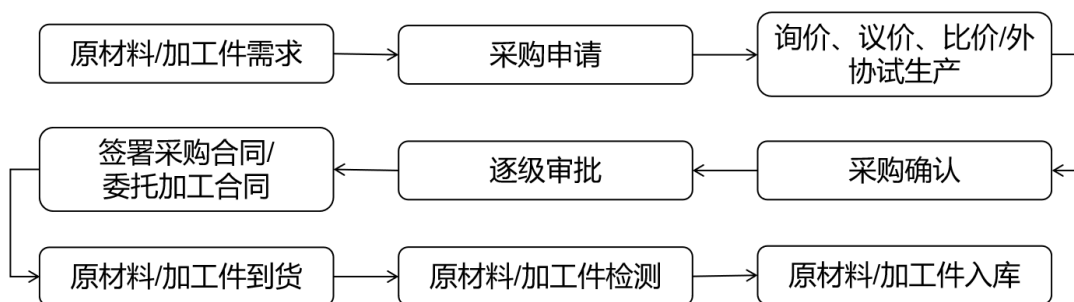 原材料/加工件需求
采购申请
询价、议价、比价/外
协试生产
签署采购合同/
委托加工合同
逐级审批
采购确认
原材料/加工件到货
原材料/加工件检测
原材料/加工件入库